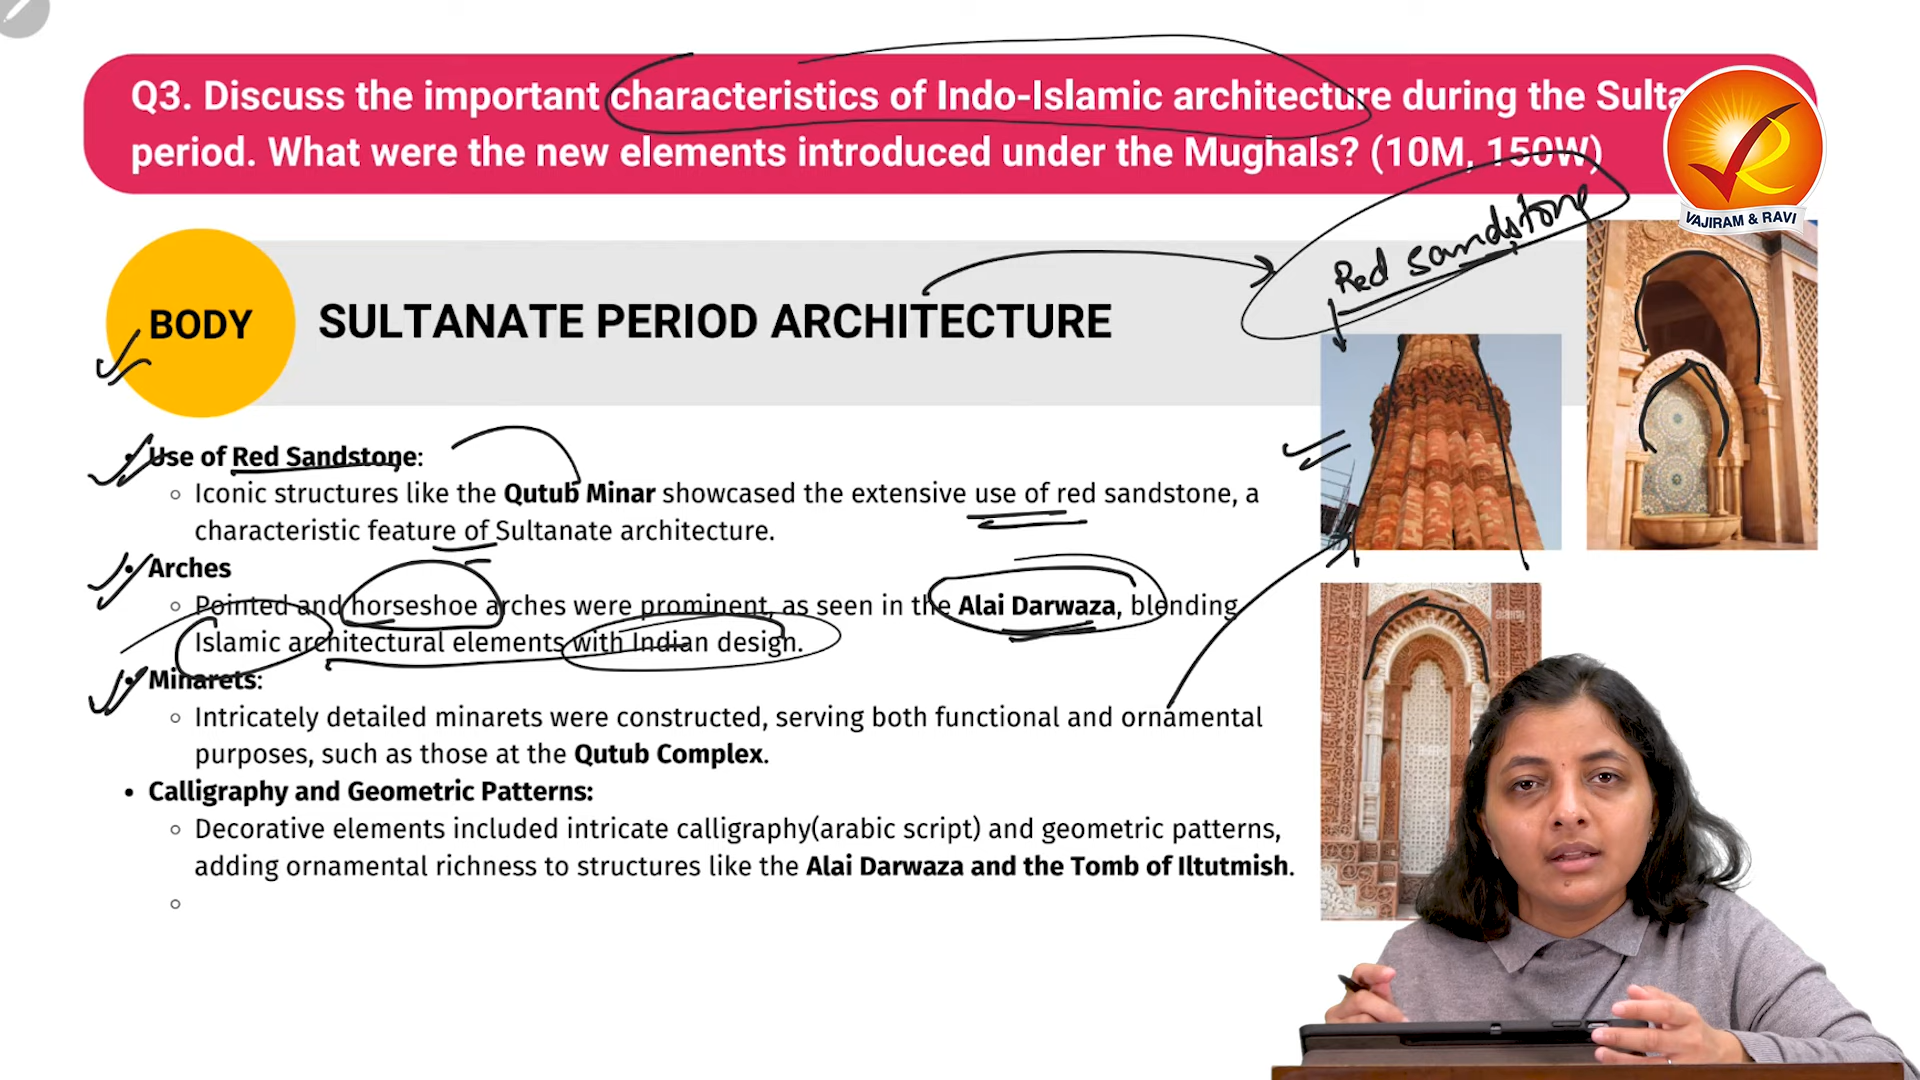 Q3. Discuss the important characteristics of Indo-Islamic architecture during the Sulta
period. What were the new elements introduced under the Mughals? (10M, 150W)
VAJIRAM & RAVI
Red Sandstone
BODY
SULTANATE PERIOD ARCHITECTURE
• Use of Red Sandstone:
○ Iconic structures like the Qutub Minar showcased the extensive use of red sandstone, a
characteristic feature of Sultanate architecture.
• Arches
○ Pointed and horseshoe arches were prominent, as seen in the Alai Darwaza, blending
Islamic architectural elements with Indian design.
• Minarets:
○ Intricately detailed minarets were constructed, serving both functional and ornamental
purposes, such as those at the Qutub Complex.
• Calligraphy and Geometric Patterns:
○ Decorative elements included intricate calligraphy(arabic script) and geometric patterns,
adding ornamental richness to structures like the Alai Darwaza and the Tomb of Iltutmish.
○